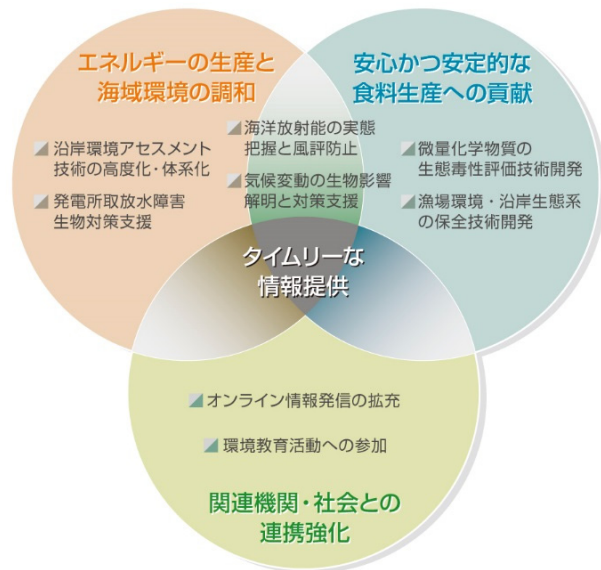 エネルギーの生産と
海域環境の調和
安心かつ安定的な
食料生産への貢献
沿岸環境アセスメント
技術の高度化・体系化
発電所取放水障害
生物対策支援
海洋放射能の実態
把握と風評防止
気候変動の生物影響
解明と対策支援
微量化学物質の
生態毒性評価技術開発
漁場環境・沿岸生態系
の保全技術開発
タイムリーな
情報提供
オンライン情報発信の拡充
環境教育活動への参加
関連機関・社会との
連携強化